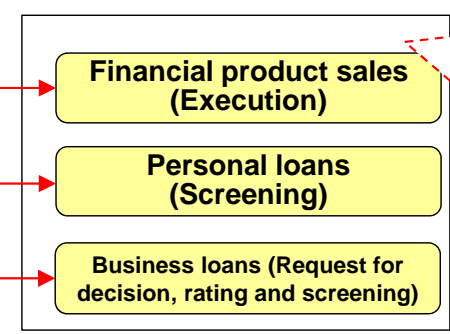 Financial product sales
(Execution)
Personal loans
(Screening)
Business loans (Request for
decision, rating and screening)